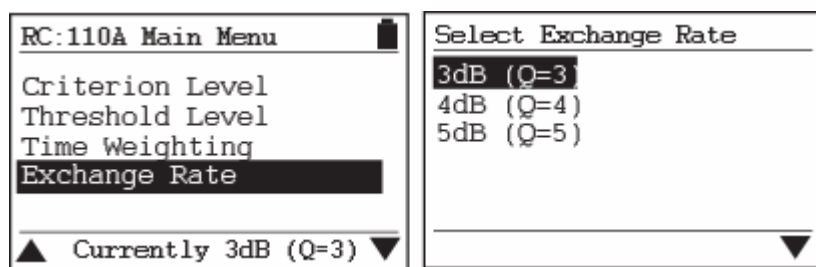 RC:110A Main Menu
Criterion Level
Threshold Level
Time Weighting
Exchange Rate
Currently 3dB (Q=3)
Select Exchange Rate
3dB (Q=3)
4dB (Q=4)
5dB (Q=5)